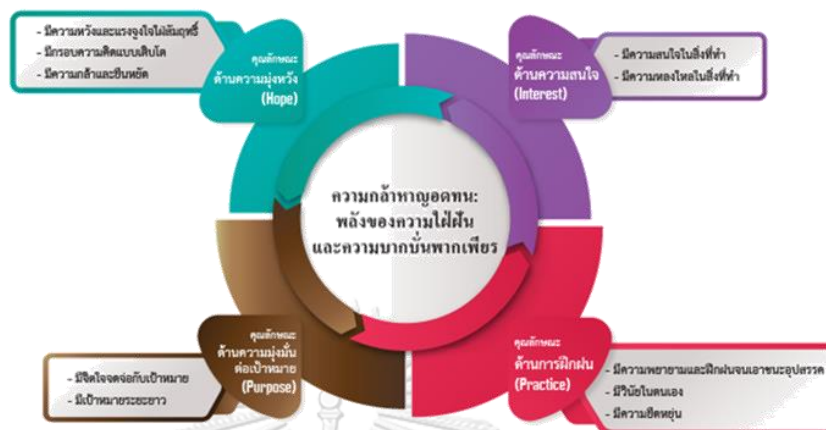 - มีความหวังและแรงจูงใจใฝ่สัมฤทธิ์
- มีกรอบความคิดแบบเติบโต
- มีความกล้าและยืนหยัด
คุณลักษณะ
ด้านความมุ่งหวัง
(Hope)
คุณลักษณะ
ด้านความสนใจ
(Interest)
- มีความสนใจในสิ่งที่ทำ
- มีความหลงใหลในสิ่งที่ทำ
ความกล้าหาญอดทน:
พลังของความใฝ่ฝัน
และความบากบั่นพากเพียร
- มีจิตใจจดจ่อกับเป้าหมาย
- มีเป้าหมายระยะยาว
คุณลักษณะ
ด้านความมุ่งมั่น
ต่อเป้าหมาย
(Purpose)
คุณลักษณะ
ด้านการฝึกฝน
(Practice)
- มีความพยายามและฝึกฝนจนเอาชนะอุปสรรค
- มีวินัยในตนเอง
- มีความยืดหยุ่น